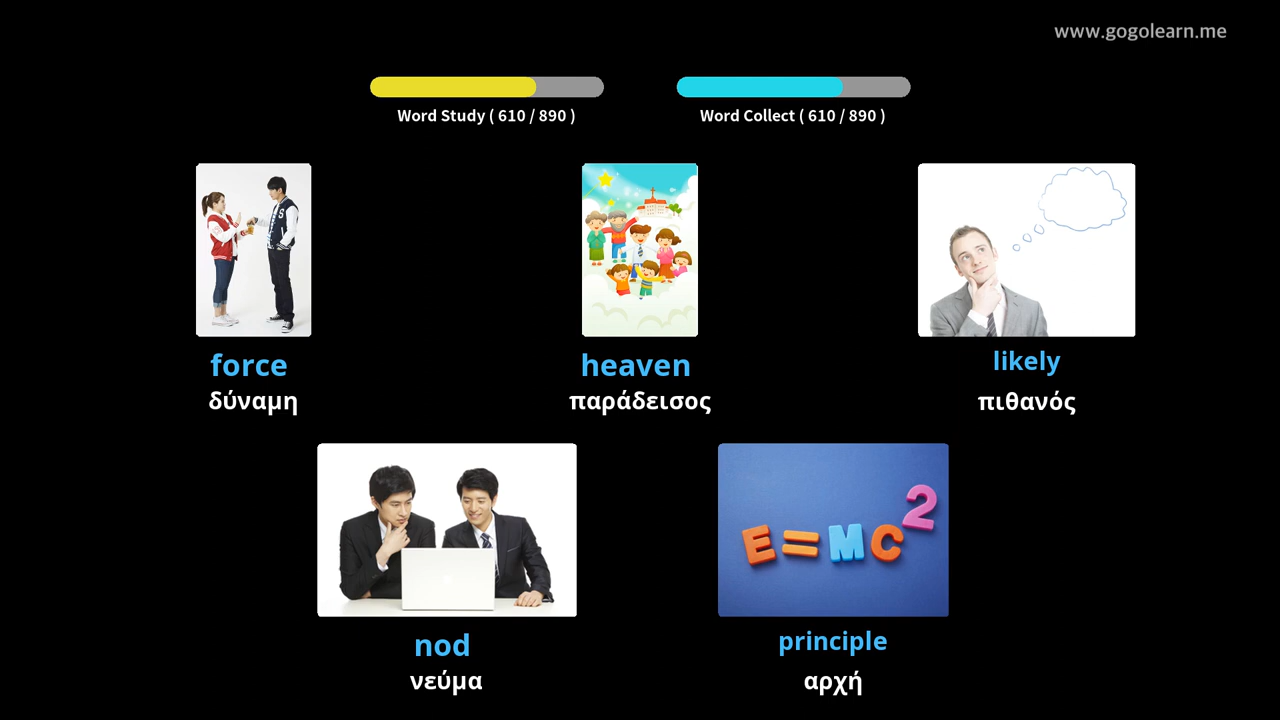 www.gogolearn.me
Word Study ( 610 / 890 )
Word Collect ( 610 / 890 )
force
δύναμη
heaven
παράδεισος
likely
πιθανός
E=MC2
nod
νεύμα
principle
αρχή